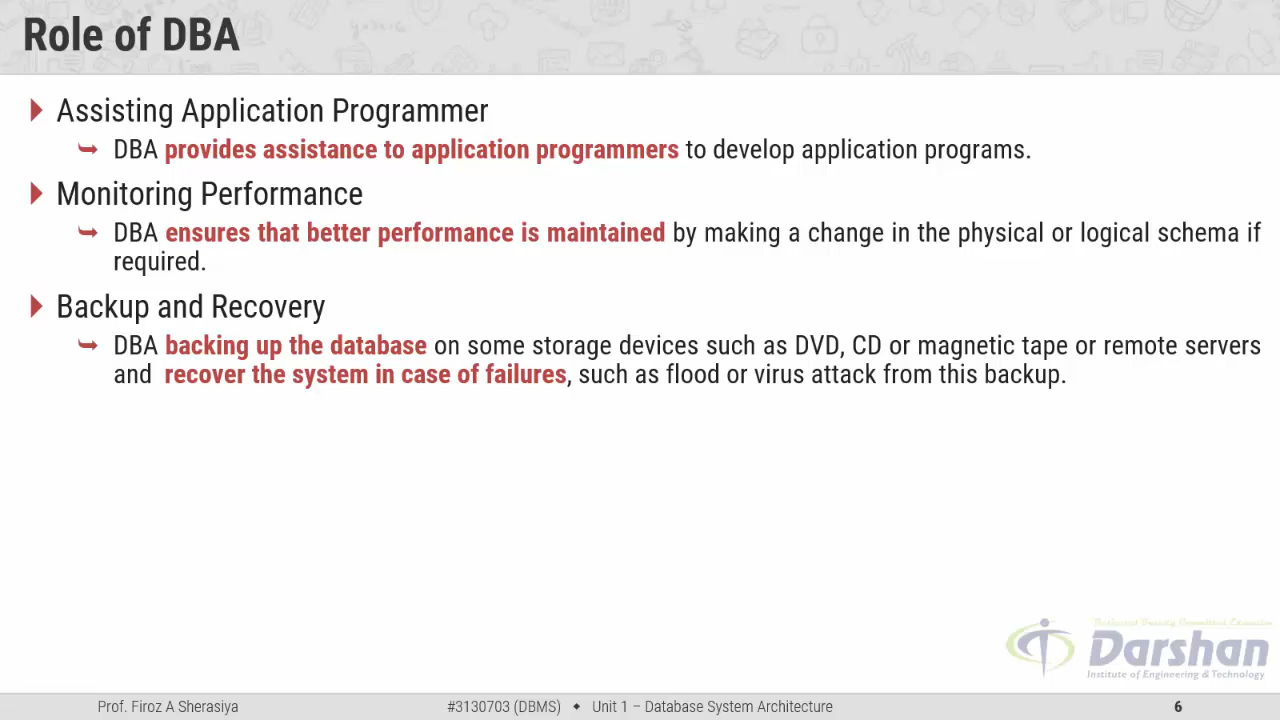 Role of DBA
Assisting Application Programmer
DBA provides assistance to application programmers to develop application programs.
Monitoring Performance
DBA ensures that better performance is maintained by making a change in the physical or logical schema if
required.
Backup and Recovery
DBA backing up the database on some storage devices such as DVD, CD or magnetic tape or remote servers
and recover the system in case of failures, such as flood or virus attack from this backup.
Darshan
Institute of Engineering & Technology
Prof. Firoz A Sherasiya #3130703 (DBMS) ◆ Unit 1 – Database System Architecture 6